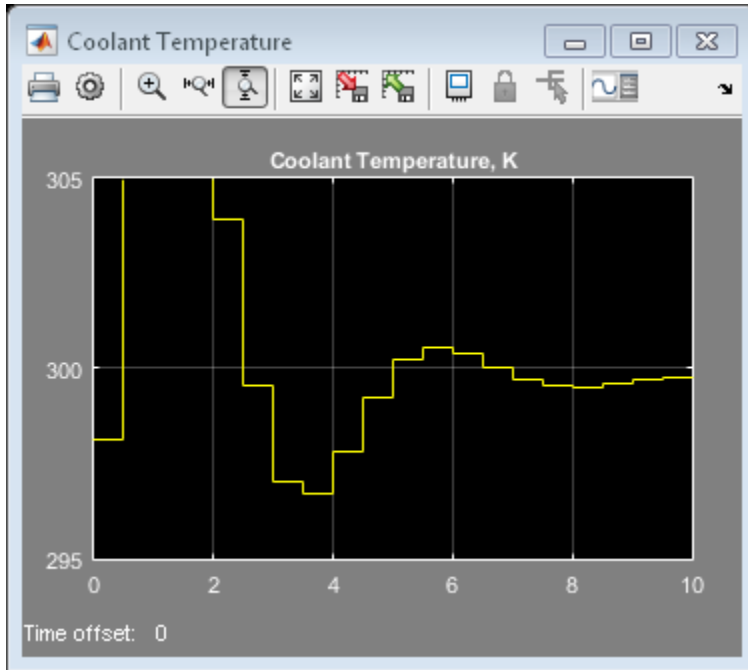 Coolant Temperature
Coolant Temperature, K
305
300
295
0 2 4 6 8 10
Time offset: 0